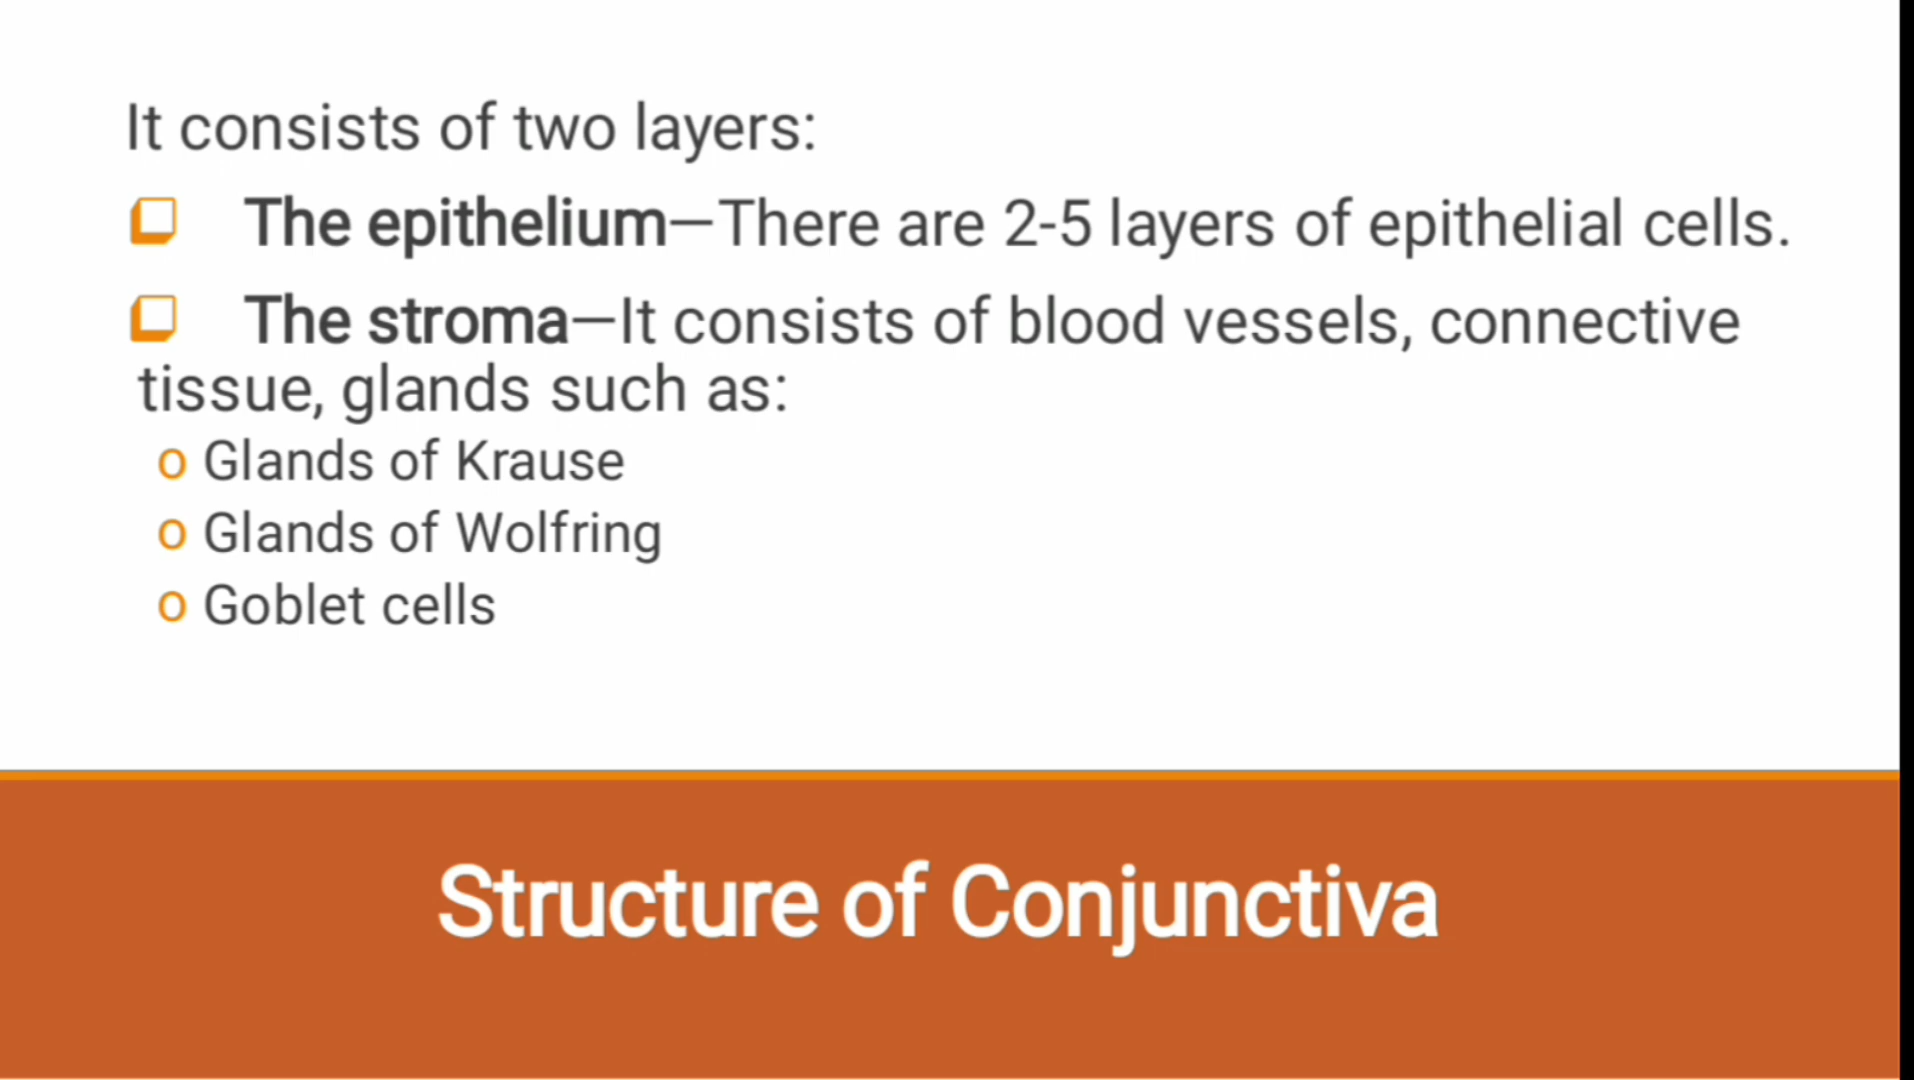 It consists of two layers:
The epithelium—There are 2-5 layers of epithelial cells.
The stroma—It consists of blood vessels, connective
tissue, glands such as:
o Glands of Krause
o Glands of Wolfring
o Goblet cells
Structure of Conjunctiva